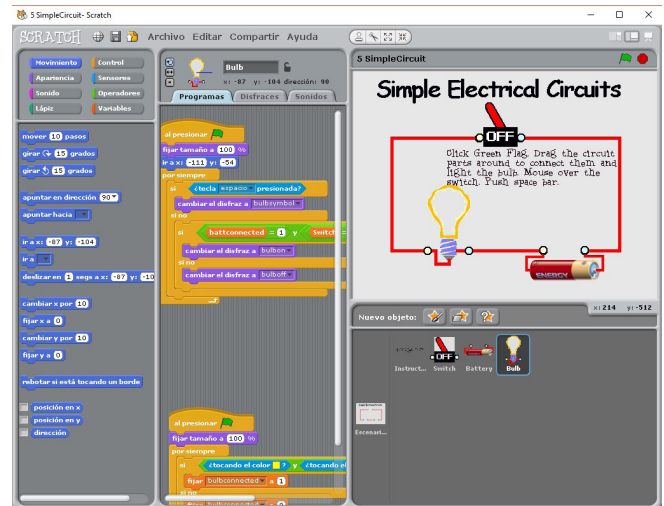 5 SimpleCircuit- Scratch
SCRATCH Archivo Editar Compartir Ayuda
Movimiento Control
Apariencia Sensores
Sonido Operadores
Lápiz Variables
mover 10 pasos
girar 15 grados
girar 15 grados
apuntar en dirección 90
apuntar hacia
ir a x: -87 y: -104
ir a
deslizar en 1 segs a x: -87 y: -10
cambiar x por 10
fijar x a 0
cambiar y por 10
fijar y a 0
rebotar si está tocando un borde
posición en x
posición en y
dirección
Bulb
x: -87 y: -104 dirección: 90
Programas Disfraces Sonidos
al presionar
fijar tamaño a 100 %
ir a x: -111 y: -54
por siempre
si ¿tecla espacio presionada?
cambiar el disfraz a bulbsymbol
si no
si battconnected = 1 y Switch =
cambiar el disfraz a bulbon
si no
cambiar el disfraz a bulboff
al presionar
fijar tamaño a 100 %
por siempre
si ¿tocando el color ? y ¿tocando el
fijar bulbconnected a 1
si no
fijar bulbconnected a 0
5 SimpleCircuit
Simple Electrical Circuits
OFF
Click Green Flag. Drag the circuit
parts around to connect them and
light the bulb. Mouse over the
switch. Push space bar.
ENERGY
x: 214 y: -512
Nuevo objeto:
OFF
Instruct... Switch Battery Bulb
Escenari...